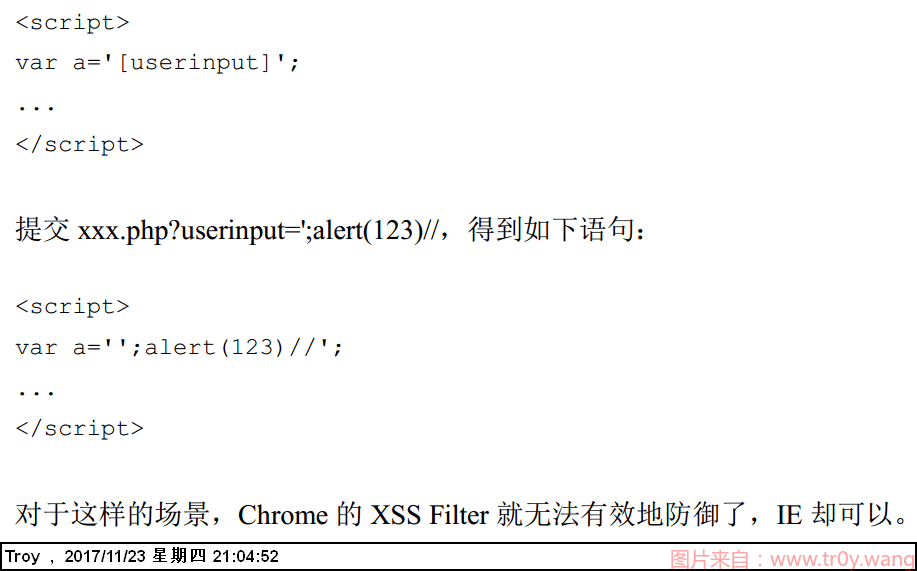 <script>
var a='[userinput]';
...
</script>
提交 xxx.php?userinput=';alert(123)//，得到如下语句：
<script>
var a='';alert(123)//';
...
</script>
对于这样的场景，Chrome 的 XSS Filter 就无法有效地防御了，IE 却可以。
Troy , 2017/11/23 星期四 21:04:52
图片来自：www.tr0y.wang